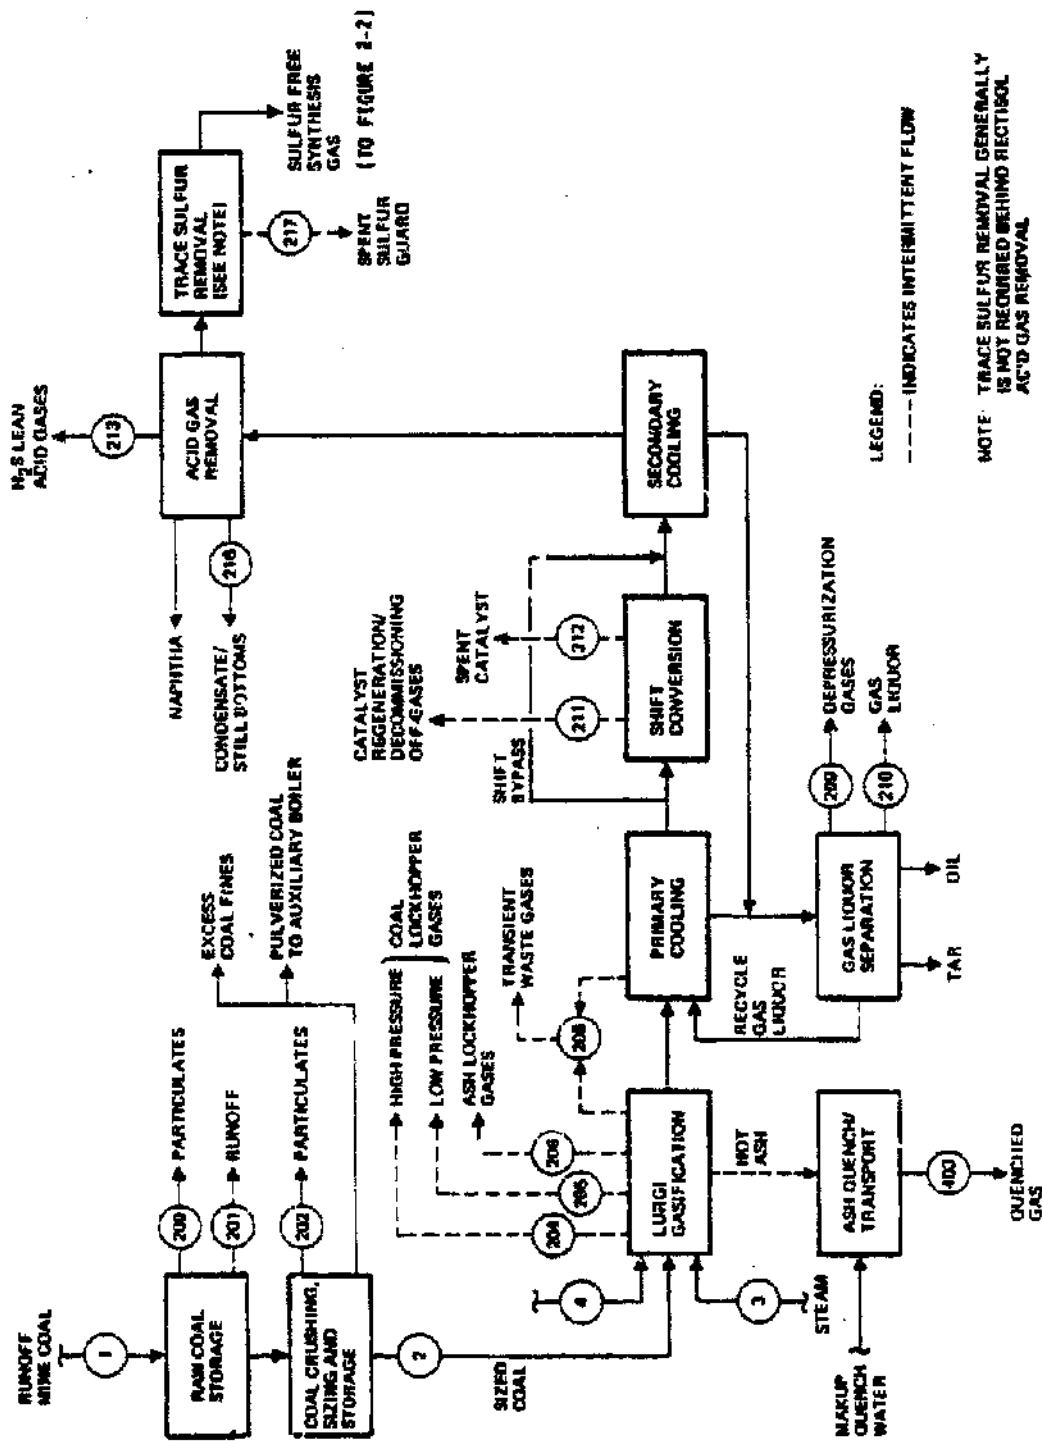 RUNOFF
MINE COAL
1
RAW COAL
STORAGE
200
PARTICULATES
201
RUNOFF
COAL CRUSHING,
SIZING AND
STORAGE
202
PARTICULATES
EXCESS
COAL FINES
PULVERIZED COAL
TO AUXILIARY BOILER
2
SIZED
COAL
4
3
STEAM
LURGI
GASIFICATION
204
HIGH PRESSURE
205
LOW PRESSURE
COAL
LOCKHOPPER
GASES
206
ASH LOCKHOPPER
GASES
TRANSIENT
WASTE GASES
HOT
ASH
MAKUP
QUENCH
WATER
ASH QUENCH/
TRANSPORT
403
QUENCHED
GAS
PRIMARY
COOLING
RECYCLE
GAS
LIQUOR
GAS LIQUOR
SEPARATION
TAR
OIL
209
DEPRESSURIZATION
GASES
210
GAS
LIQUOR
SHIFT
BYPASS
SHIFT
CONVERSION
211
CATALYST
REGENERATION/
DECOMMISSIONING
OFF-GASES
212
SPENT
CATALYST
SECONDARY
COOLING
ACID GAS
REMOVAL
NAPHTHA
216
CONDENSATE/
STILL BOTTOMS
213
H2S LEAN
ACID GASES
TRACE SULFUR
REMOVAL
(SEE NOTE)
217
SPENT
SULFUR
GUARD
SULFUR FREE
SYNTHESIS
GAS
(TO FIGURE 2-2)
LEGEND:
---- INDICATES INTERMITTENT FLOW
NOTE: TRACE SULFUR REMOVAL GENERALLY
IS NOT REQUIRED BEHIND RECTISOL
ACID GAS REMOVAL